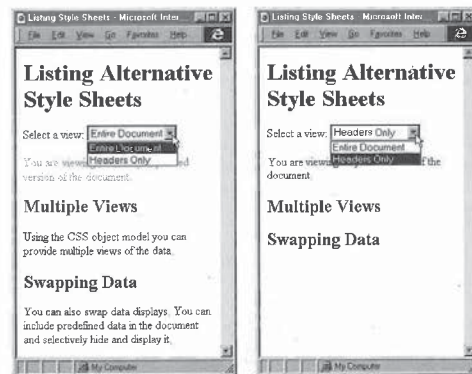 Listing Style Sheets - Microsoft Inter
File Edit View Go Favorites Help
Listing Alternative
Style Sheets
Select a view: Entire Document
Entire Document
Headers Only
You are viewing
version of the document.
Multiple Views
Using the CSS object model you can
provide multiple views of the data.
Swapping Data
You can also swap data displays. You can
include predefined data in the document
and selectively hide and display it.
My Computer
Listing Style Sheets - Microsoft Inter
File Edit View Go Favorites Help
Listing Alternative
Style Sheets
Select a view: Headers Only
Entire Document
Headers Only
You are viewing of the
document.
Multiple Views
Swapping Data
My Computer